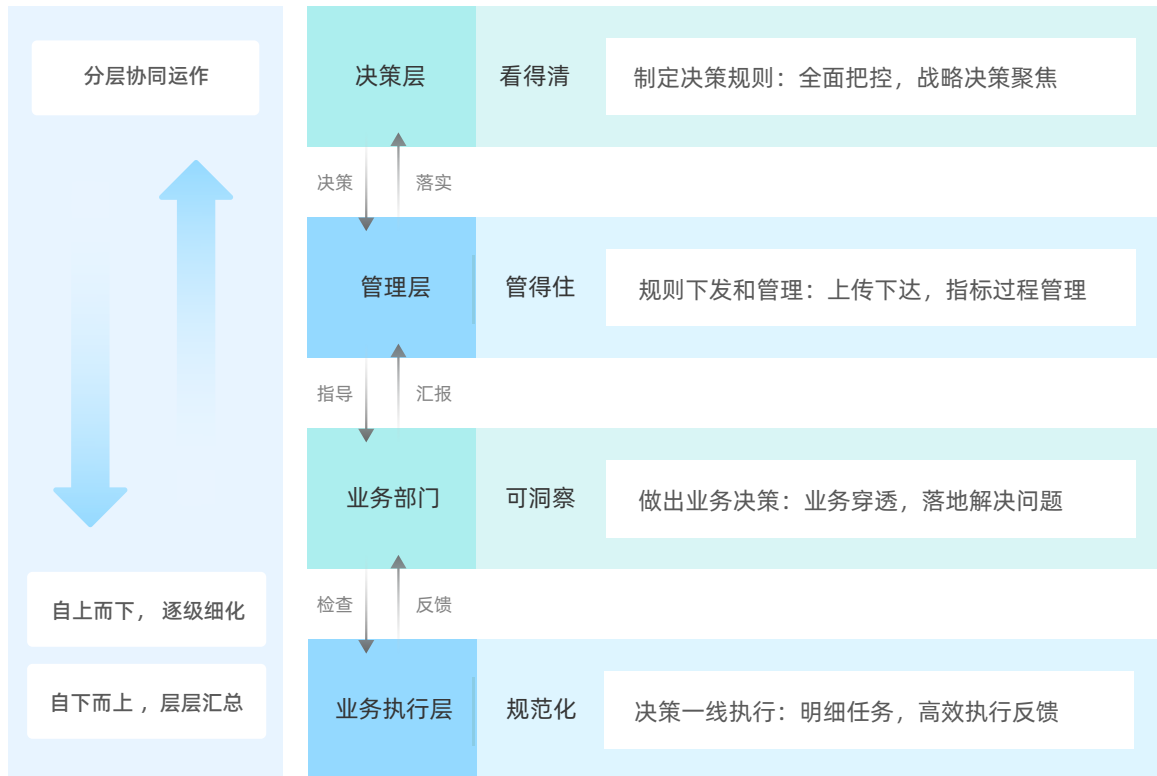 分层协同运作
自上而下， 逐级细化
自下而上 ，层层汇总
决策层
看得清
制定决策规则：全面把控，战略决策聚焦
决策
落实
管理层
管得住
规则下发和管理：上传下达，指标过程管理
指导
汇报
业务部门
可洞察
做出业务决策：业务穿透，落地解决问题
检查
反馈
业务执行层
规范化
决策一线执行：明细任务，高效执行反馈